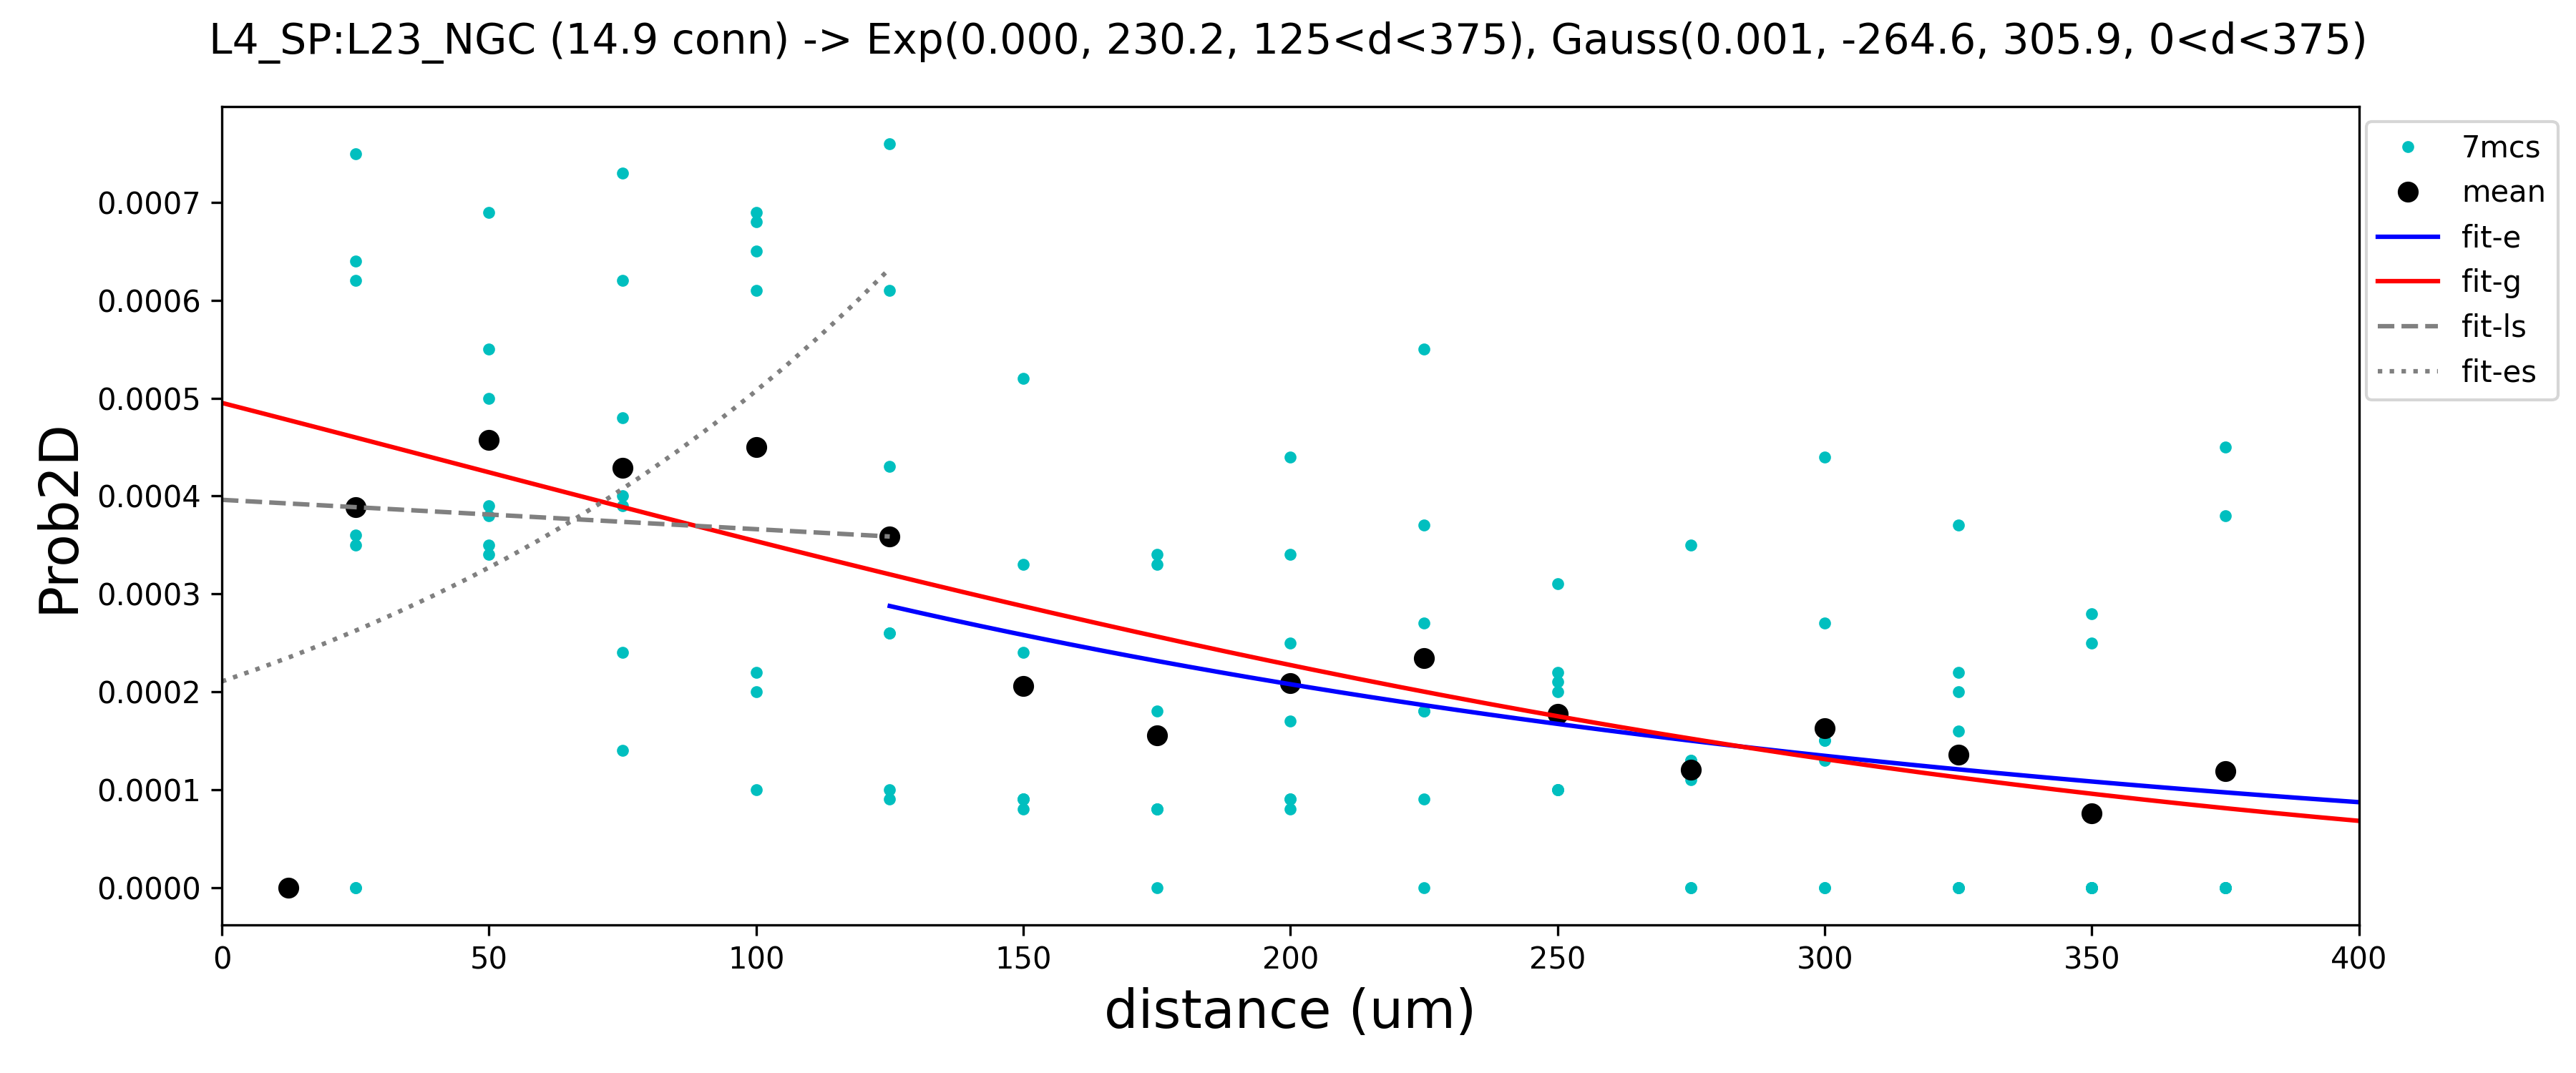 L4_SP:L23_NGC (14.9 conn) -> Exp(0.000, 230.2, 125<d<375), Gauss(0.001, -264.6, 305.9, 0<d<375)
7mcs
mean
fit-e
fit-g
fit-ls
fit-es
Prob2D
0.0007
0.0006
0.0005
0.0004
0.0003
0.0002
0.0001
0.0000
0 50 100 150 200 250 300 350 400
distance (um)